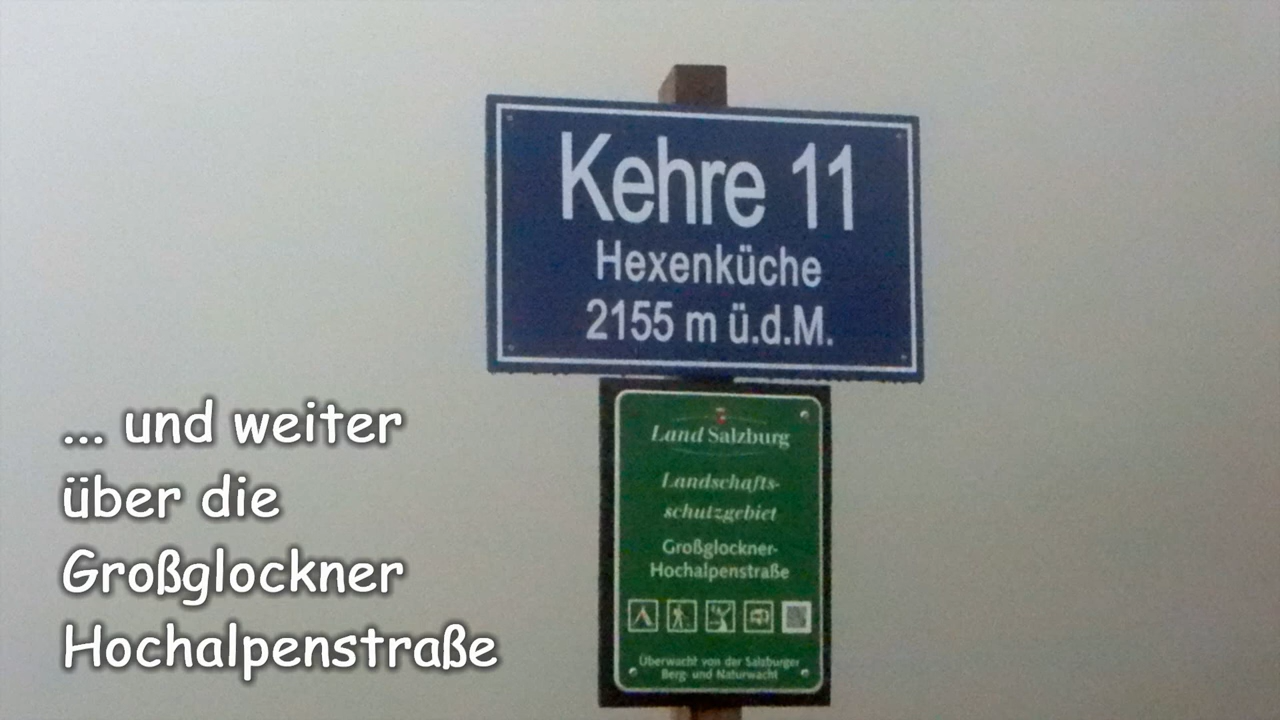 Kehre 11
Hexenküche
2155 m ü.d.M.
Land Salzburg
Landschafts-
schutzgebiet
Großglockner-
Hochalpenstraße
Überwacht von der Salzburger
Berg- und Naturwacht
... und weiter
über die
Großglockner
Hochalpenstraße